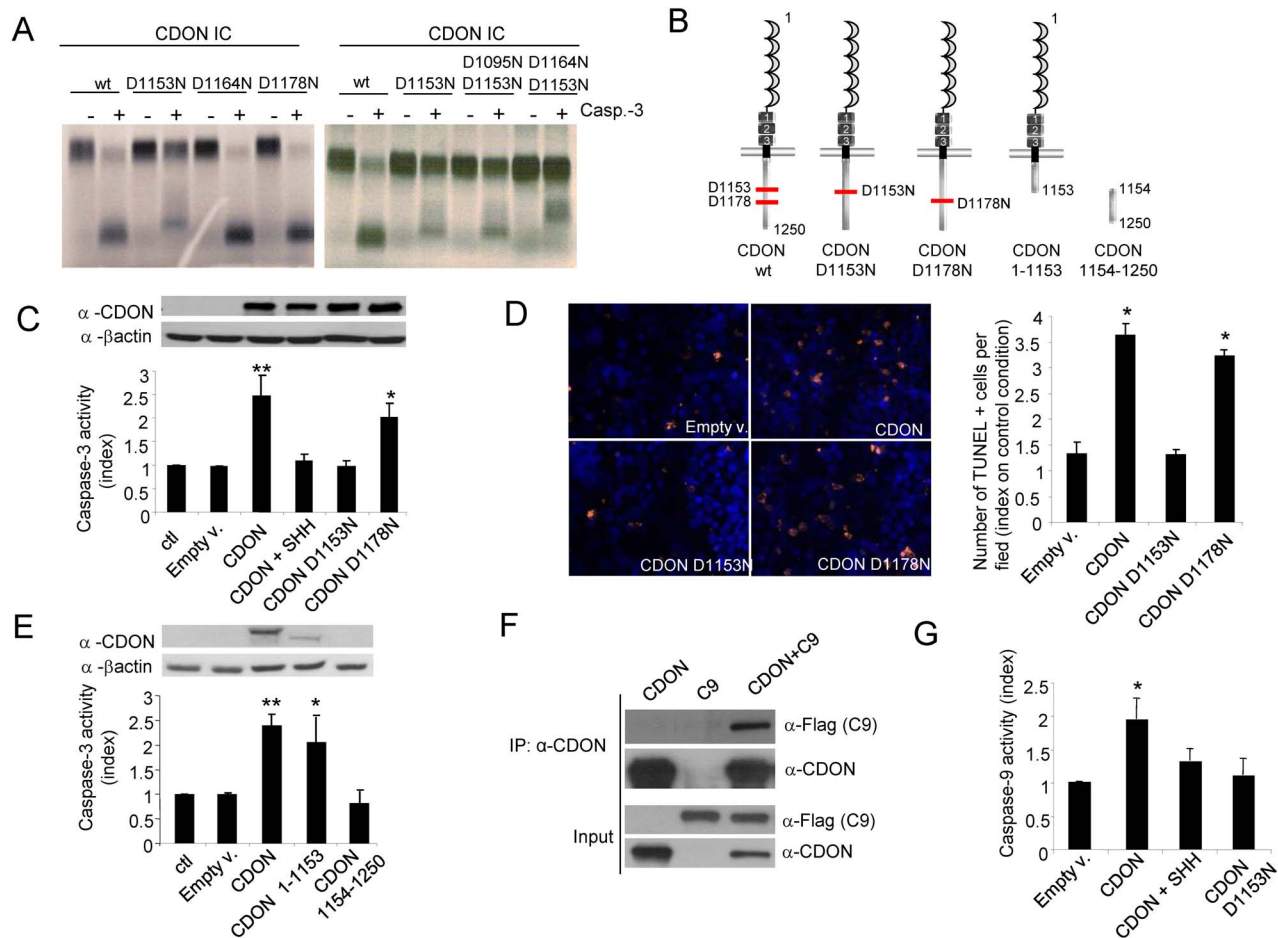 A
CDON IC
wt D1153N D1164N D1178N
- + - + - + - +
CDON IC
D1095N D1164N
wt D1153N D1153N D1153N
- + - + - + - + Casp.-3
B
1 1
1 1 1 1
2 2 2 2
3 3 3 3
D1153
D1178
1250
D1153N
D1178N
1153
1154
1250
CDON wt
CDON D1153N
CDON D1178N
CDON 1-1153
CDON 1154-1250
C
α -CDON
α -βactin
Caspase-3 activity
(index)
3
2.5
2
1.5
1
0.5
0
** *
ctl
Empty v.
CDON
CDON + SHH
CDON D1153N
CDON D1178N
D
Empty v.
CDON
CDON D1153N
CDON D1178N
Number of TUNEL + cells per
fied (index on control condition)
4
3.5
3
2.5
2
1.5
1
0.5
0
* *
Empty v.
CDON
CDON D1153N
CDON D1178N
E
α -CDON
α -βactin
Caspase-3 activity
(index)
3
2.5
2
1.5
1
0.5
0
** *
ctl
Empty v.
CDON
CDON 1-1153
CDON
1154-1250
F
CDON
C9
CDON+C9
IP: α-CDON
α-Flag (C9)
α-CDON
Input
α-Flag (C9)
α-CDON
G
Caspase-9 activity (index)
2.5
2
1.5
1
0.5
0
*
Empty v.
CDON
CDON + SHH
CDON
D1153N